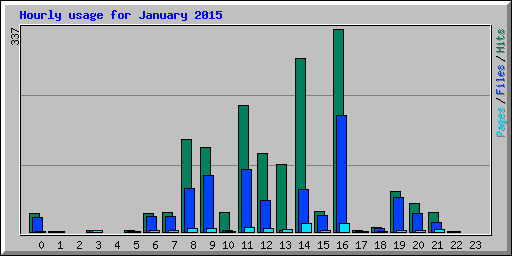 Hourly usage for January 2015
337
Pages/Files/Hits
0 1 2 3 4 5 6 7 8 9 10 11 12 13 14 15 16 17 18 19 20 21 22 23